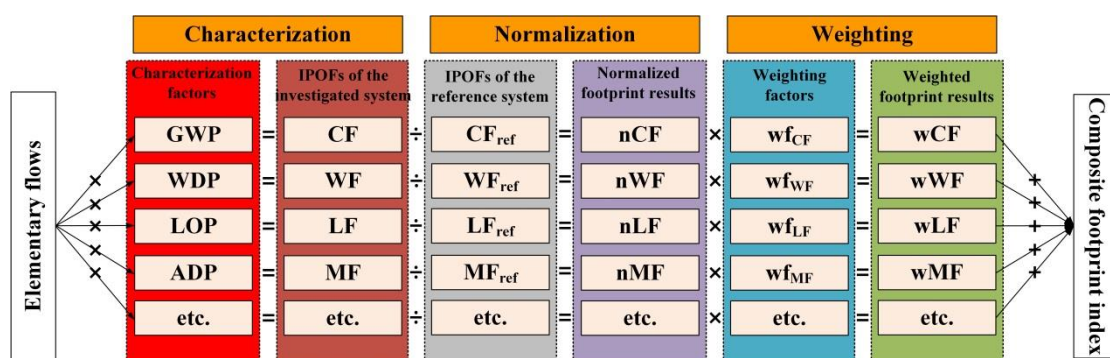 Characterization
Normalization
Weighting
Elementary flows
Characterization
factors
IPOFs of the
investigated system
IPOFs of the
reference system
Normalized
footprint results
Weighting
factors
Weighted
footprint results
Composite footprint index
× GWP = CF ÷ CFref = nCF × wfCF = wCF +
× WDP = WF ÷ WFref = nWF × wfWF = wWF +
× LOP = LF ÷ LFref = nLF × wfLF = wLF +
× ADP = MF ÷ MFref = nMF × wfMF = wMF +
× etc. = etc. ÷ etc. = etc. × etc. = etc. +